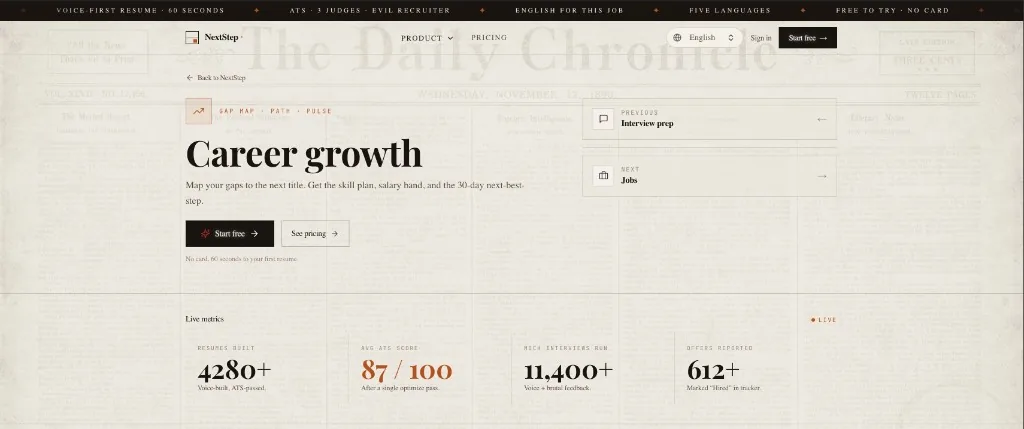 VOICE-FIRST RESUME · 60 SECONDS ✦ ATS · 3 JUDGES · EVIL RECRUITER ✦ ENGLISH FOR THIS JOB ✦ FIVE LANGUAGES ✦ FREE TO TRY · NO CARD
The Daily Chronicle
NextStep
PRODUCT
PRICING
English
Sign in
Start free →
← Back to NextStep
WEDNESDAY, NOVEMBER
TWELVE PAGES
GAP MAP · PATH · PULSE
Career growth
Map your gaps to the next title. Get the skill plan, salary hand, and the 30-day next-best-
step.
Start free →
See pricing →
No card. 60 seconds to your first resume.
PREVIOUS
Interview prep
←
NEXT
Jobs
→
Live metrics
LIVE
RESUMES BUILT
4280+
Voice-built, ATS-passed.
AVG ATS SCORE
87 / 100
After a single optimize pass.
MOCK INTERVIEWS RUN
11,400+
Voice + brutal feedback.
OFFERS REPORTED
612+
Marked "Hired" in tracker.